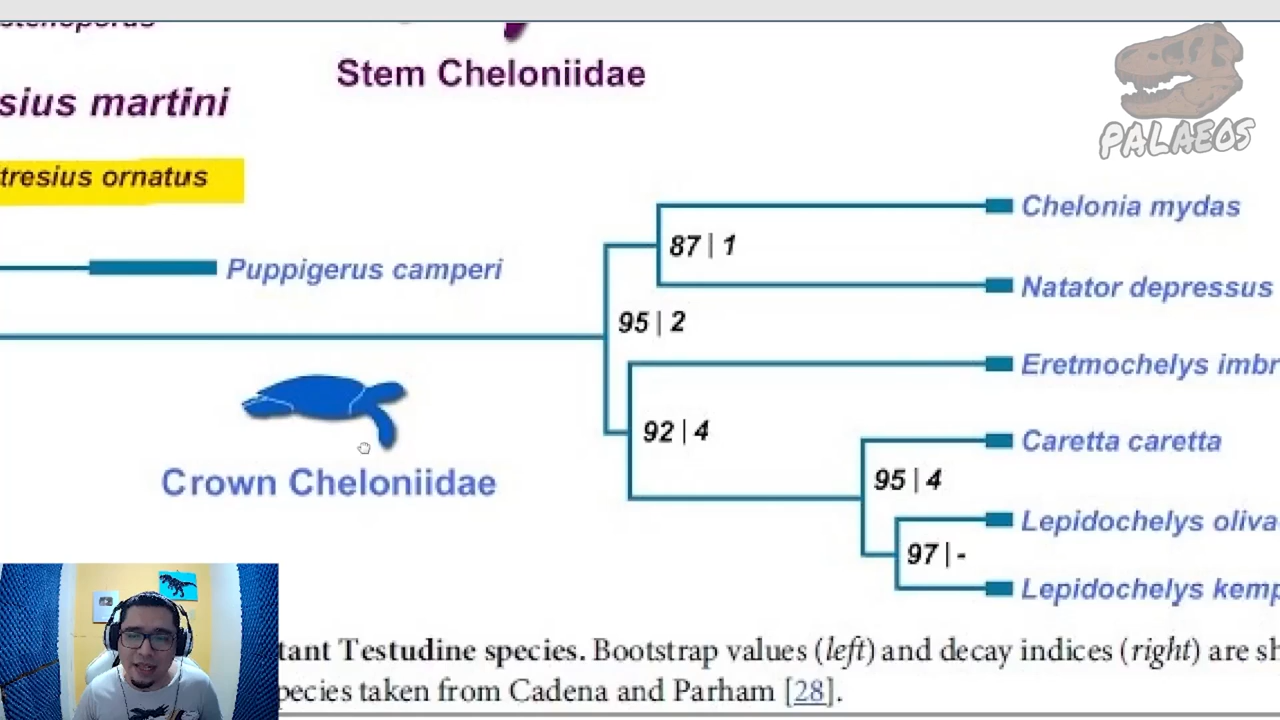 stenoporus
Stem Cheloniidae
PALAEOS
sius martini
tresius ornatus
Chelonia mydas
87 | 1
Puppigerus camperi
Natator depressus
95 | 2
Eretmochelys imbr
92 | 4
Caretta caretta
95 | 4
Crown Cheloniidae
Lepidochelys oliva
97 | -
Lepidochelys kemp
tant Testudine species. Bootstrap values (left) and decay indices (right) are sh
pecies taken from Cadena and Parham [28].